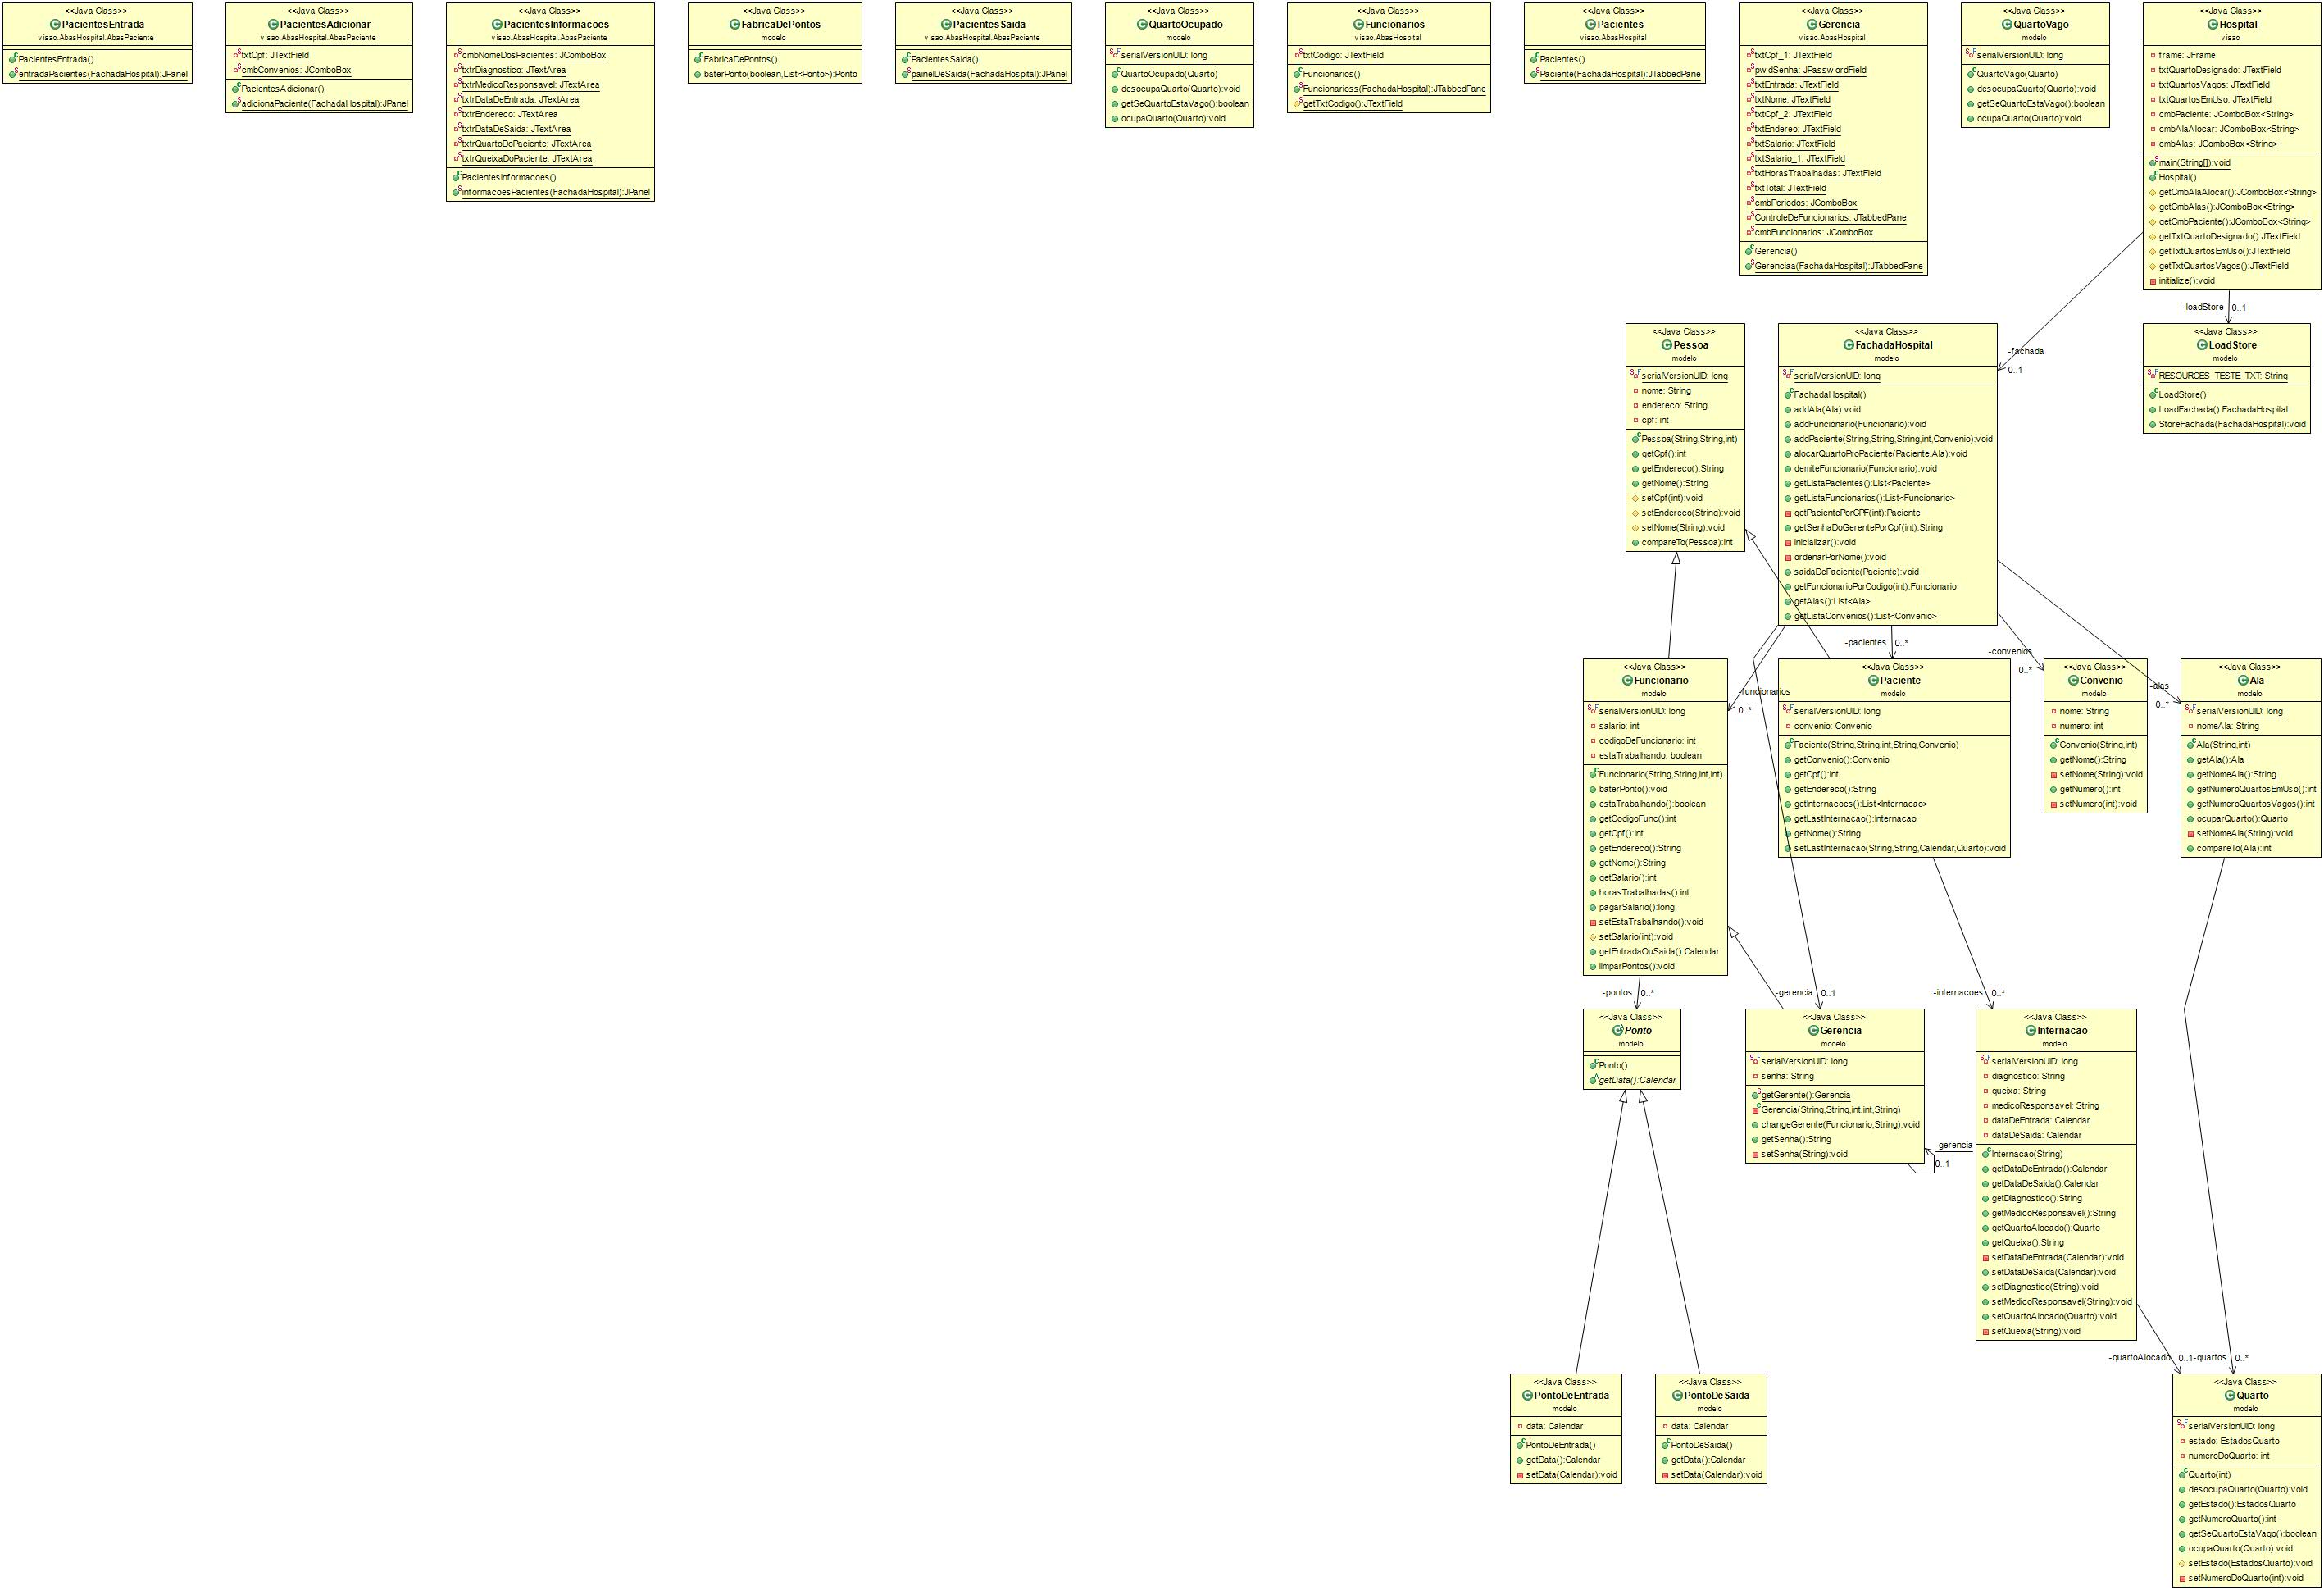 <<Java Class>>
PacientesEntrada
visao.AbasHospital.AbasPaciente
PacientesEntrada()
entradaPacientes(FachadaHospital):JPanel
<<Java Class>>
PacientesAdicionar
visao.AbasHospital.AbasPaciente
txtCpf: JTextField
cmbConvenios: JComboBox
PacientesAdicionar()
adicionaPaciente(FachadaHospital):JPanel
<<Java Class>>
PacientesInformacoes
visao.AbasHospital.AbasPaciente
cmbNomeDosPacientes: JComboBox
txtrDiagnostico: JTextArea
txtrMedicoResponsavel: JTextArea
txtrDataDeEntrada: JTextArea
txtrEndereco: JTextArea
txtrDataDeSaida: JTextArea
txtrQuartoDoPaciente: JTextArea
txtrQueixaDoPaciente: JTextArea
PacientesInformacoes()
informacoesPacientes(FachadaHospital):JPanel
<<Java Class>>
FabricaDePontos
modelo
FabricaDePontos()
baterPonto(boolean,List<Ponto>):Ponto
<<Java Class>>
PacientesSaida
visao.AbasHospital.AbasPaciente
PacientesSaida()
painelDeSaida(FachadaHospital):JPanel
<<Java Class>>
QuartoOcupado
modelo
serialVersionUID: long
QuartoOcupado(Quarto)
desocupaQuarto(Quarto):void
getSeQuartoEstaVago():boolean
ocupaQuarto(Quarto):void
<<Java Class>>
Funcionarios
visao.AbasHospital
txtCodigo: JTextField
Funcionarios()
Funcionarioss(FachadaHospital):JTabbedPane
getTxtCodigo():JTextField
<<Java Class>>
Pacientes
visao.AbasHospital
Pacientes()
Paciente(FachadaHospital):JTabbedPane
<<Java Class>>
Gerencia
visao.AbasHospital
txtCpf_1: JTextField
pwdSenha: JPasswordField
txtEntrada: JTextField
txtNome: JTextField
txtCpf_2: JTextField
txtEndereo: JTextField
txtSalario: JTextField
txtSalario_1: JTextField
txtHorasTrabalhadas: JTextField
txtTotal: JTextField
cmbPeriodos: JComboBox
ControleDeFuncionarios: JTabbedPane
cmbFuncionarios: JComboBox
Gerencia()
Gerenciaa(FachadaHospital):JTabbedPane
<<Java Class>>
QuartoVago
modelo
serialVersionUID: long
QuartoVago(Quarto)
desocupaQuarto(Quarto):void
getSeQuartoEstaVago():boolean
ocupaQuarto(Quarto):void
<<Java Class>>
Hospital
visao
frame: JFrame
txtQuartoDesignado: JTextField
txtQuartosVagos: JTextField
txtQuartosEmUso: JTextField
cmbPaciente: JComboBox<String>
cmbAlaAlocar: JComboBox<String>
cmbAlas: JComboBox<String>
main(String[]):void
Hospital()
getCmbAlaAlocar():JComboBox<String>
getCmbAlas():JComboBox<String>
getCmbPaciente():JComboBox<String>
getTxtQuartoDesignado():JTextField
getTxtQuartosEmUso():JTextField
getTxtQuartosVagos():JTextField
initialize():void
-loadStore 0..1
-fachada
0..1
<<Java Class>>
Pessoa
modelo
serialVersionUID: long
nome: String
endereco: String
cpf: int
Pessoa(String,String,int)
getCpf():int
getEndereco():String
getNome():String
setCpf(int):void
setEndereco(String):void
setNome(String):void
compareTo(Pessoa):int
<<Java Class>>
FachadaHospital
modelo
serialVersionUID: long
FachadaHospital()
addAla(Ala):void
addFuncionario(Funcionario):void
addPaciente(String,String,String,int,Convenio):void
alocarQuartoProPaciente(Paciente,Ala):void
demiteFuncionario(Funcionario):void
getListaPacientes():List<Paciente>
getListaFuncionarios():List<Funcionario>
getPacientePorCPF(int):Paciente
getSenhaDoGerentePorCpf(int):String
inicializar():void
ordenarPorNome():void
saidaDePaciente(Paciente):void
getFuncionarioPorCodigo(int):Funcionario
getAlas():List<Ala>
getListaConvenios():List<Convenio>
<<Java Class>>
LoadStore
modelo
RESOURCES_TESTE_TXT: String
LoadStore()
LoadFachada():FachadaHospital
StoreFachada(FachadaHospital):void
-pacientes 0..*
-convenios
0..*
-alas
0..*
-funcionarios
0..*
<<Java Class>>
Funcionario
modelo
serialVersionUID: long
salario: int
codigoDeFuncionario: int
estaTrabalhando: boolean
Funcionario(String,String,int,int)
baterPonto():void
estaTrabalhando():boolean
getCodigoFunc():int
getCpf():int
getEndereco():String
getNome():String
getSalario():int
horasTrabalhadas():int
pagarSalario():long
setEstaTrabalhando():void
setSalario(int):void
getEntradaOuSaida():Calendar
limparPontos():void
<<Java Class>>
Paciente
modelo
serialVersionUID: long
convenio: Convenio
Paciente(String,String,int,String,Convenio)
getConvenio():Convenio
getCpf():int
getEndereco():String
getInternacoes():List<Internacao>
getLastInternacao():Internacao
getNome():String
setLastInternacao(String,String,Calendar,Quarto):void
<<Java Class>>
Convenio
modelo
nome: String
numero: int
Convenio(String,int)
getNome():String
setNome(String):void
getNumero():int
setNumero(int):void
<<Java Class>>
Ala
modelo
serialVersionUID: long
nomeAla: String
Ala(String,int)
getAla():Ala
getNomeAla():String
getNumeroQuartosEmUso():int
getNumeroQuartosVagos():int
ocuparQuarto():Quarto
setNomeAla(String):void
compareTo(Ala):int
-pontos 0..*
-gerencia 0..1
-internacoes 0..*
<<Java Class>>
Ponto
modelo
Ponto()
getData():Calendar
<<Java Class>>
Gerencia
modelo
serialVersionUID: long
senha: String
getGerente():Gerencia
Gerencia(String,String,int,int,String)
changeGerente(Funcionario,String):void
getSenha():String
setSenha(String):void
-gerencia
0..1
<<Java Class>>
Internacao
modelo
serialVersionUID: long
diagnostico: String
queixa: String
medicoResponsavel: String
dataDeEntrada: Calendar
dataDeSaida: Calendar
Internacao(String)
getDataDeEntrada():Calendar
getDataDeSaida():Calendar
getDiagnostico():String
getMedicoResponsavel():String
getQuartoAlocado():Quarto
getQueixa():String
setDataDeEntrada(Calendar):void
setDataDeSaida(Calendar):void
setDiagnostico(String):void
setMedicoResponsavel(String):void
setQuartoAlocado(Quarto):void
setQueixa(String):void
-quartoAlocado 0..1
-quartos 0..*
<<Java Class>>
PontoDeEntrada
modelo
data: Calendar
PontoDeEntrada()
getData():Calendar
setData(Calendar):void
<<Java Class>>
PontoDeSaida
modelo
data: Calendar
PontoDeSaida()
getData():Calendar
setData(Calendar):void
<<Java Class>>
Quarto
modelo
serialVersionUID: long
estado: EstadosQuarto
numeroDoQuarto: int
Quarto(int)
desocupaQuarto(Quarto):void
getEstado():EstadosQuarto
getNumeroQuarto():int
getSeQuartoEstaVago():boolean
ocupaQuarto(Quarto):void
setEstado(EstadosQuarto):void
setNumeroDoQuarto(int):void